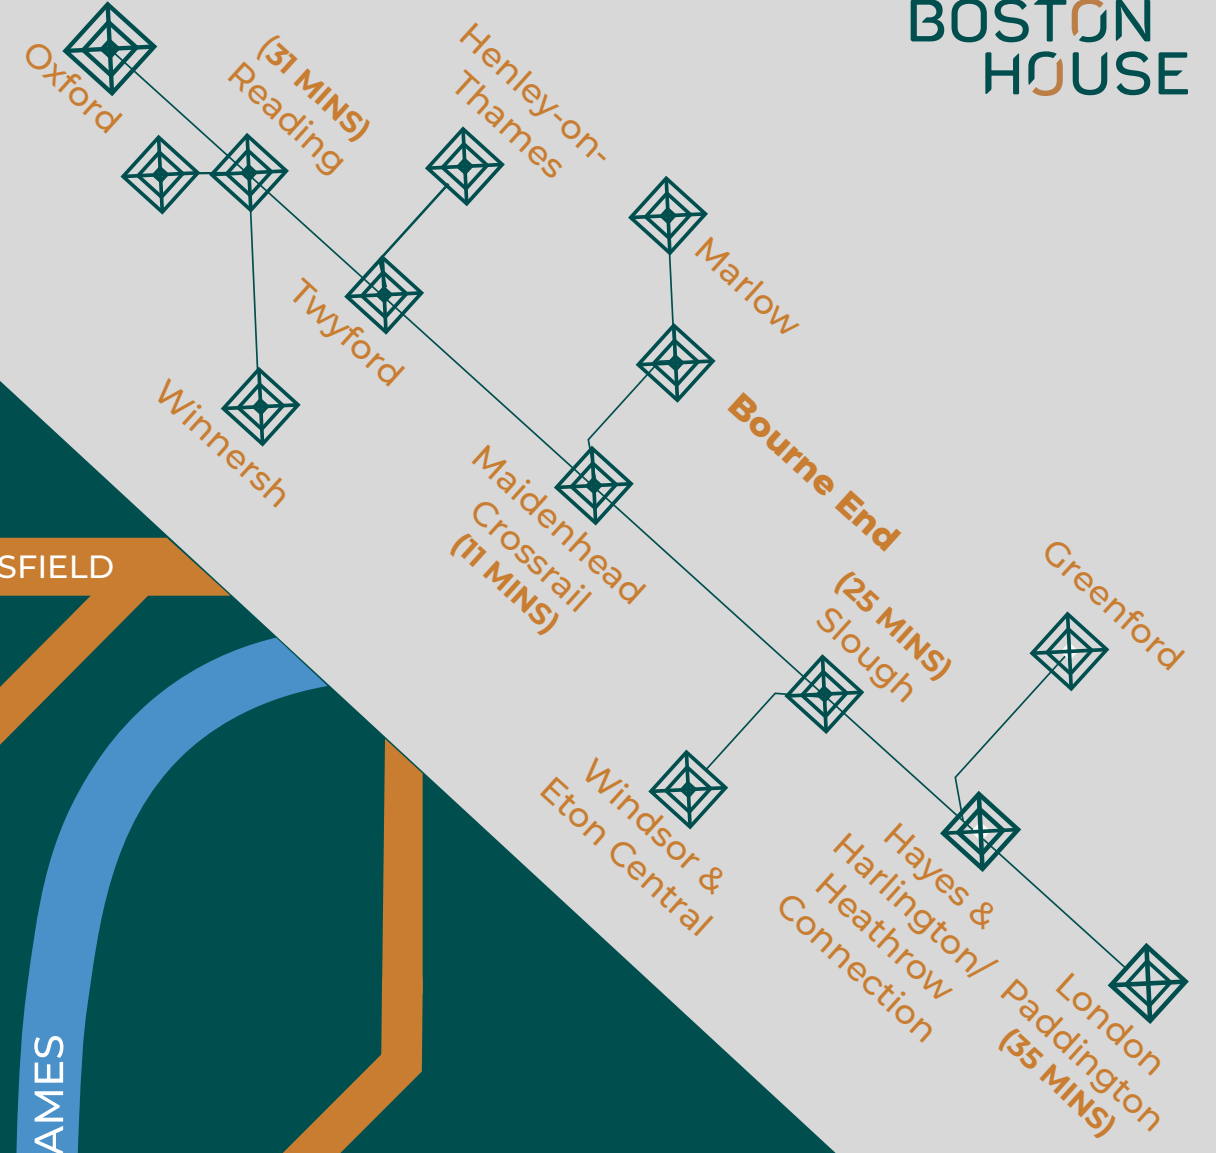 BOSTON
HOUSE
Oxford
(31 MINS)
Reading
Henley-on-
Thames
Marlow
Twyford
Winnersh
Bourne End
Maidenhead
Crossrail
(11 MINS)
(25 MINS)
Slough
Greenford
Windsor &
Eton Central
Hayes &
Harlington/
Heathrow
Connection
London
Paddington
(35 MINS)
SFIELD
AMES